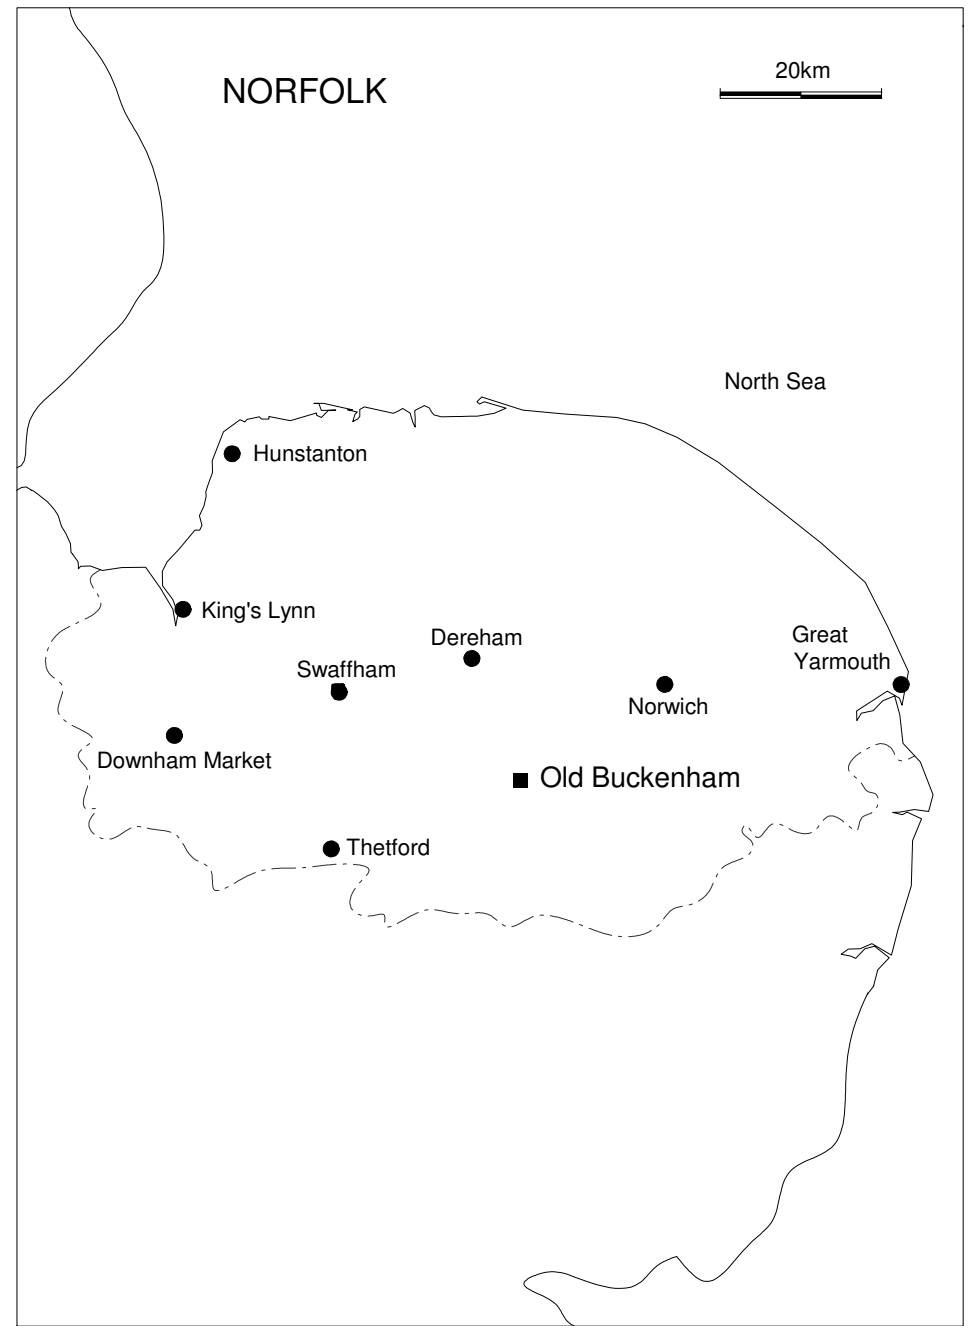 NORFOLK
20km
North Sea
Hunstanton
King's Lynn
Great
Yarmouth
Dereham
Swaffham
Norwich
Downham Market
Old Buckenham
Thetford